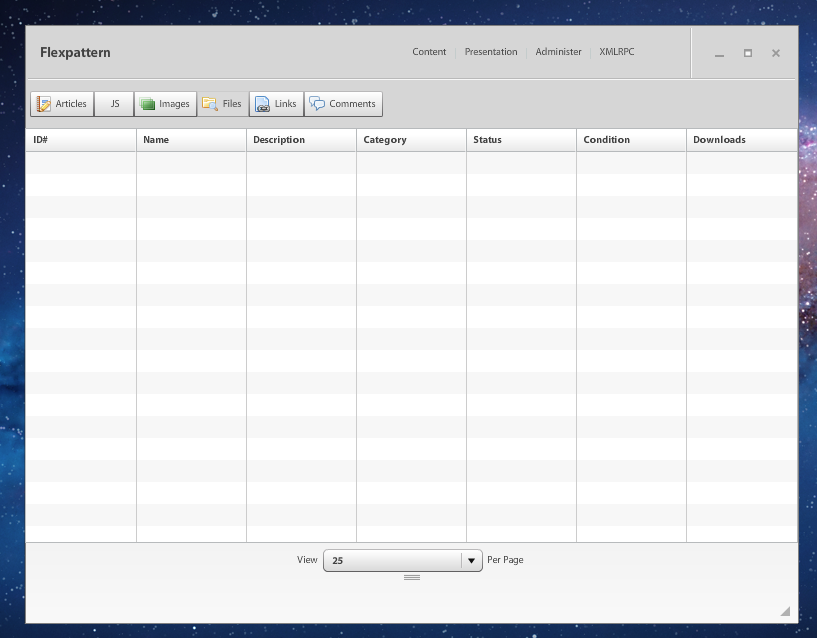 Flexpattern
Content Presentation Administer XMLRPC
Articles JS Images Files Links Comments
ID# Name Description Category Status Condition Downloads
View 25 Per Page